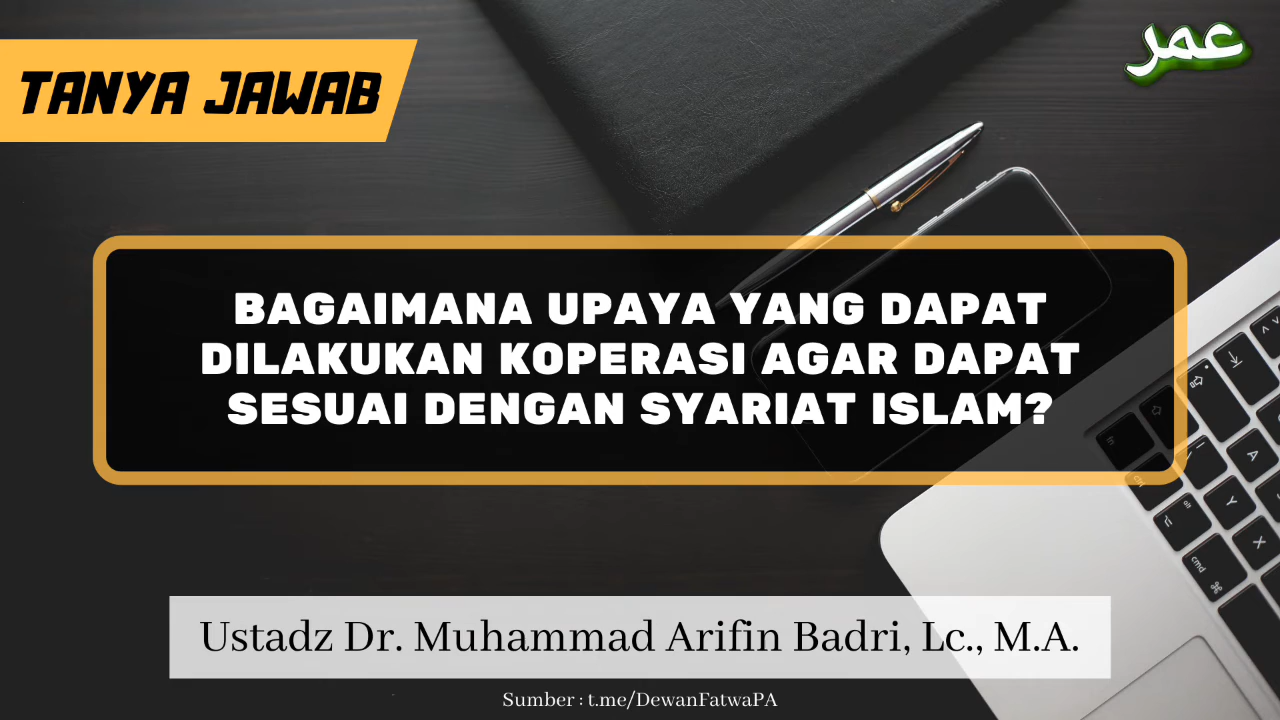 TANYA JAWAB
عمر
BAGAIMANA UPAYA YANG DAPAT
DILAKUKAN KOPERASI AGAR DAPAT
SESUAI DENGAN SYARIAT ISLAM?
Ustadz Dr. Muhammad Arifin Badri, Lc., M.A.
Sumber : t.me/DewanFatwaPA